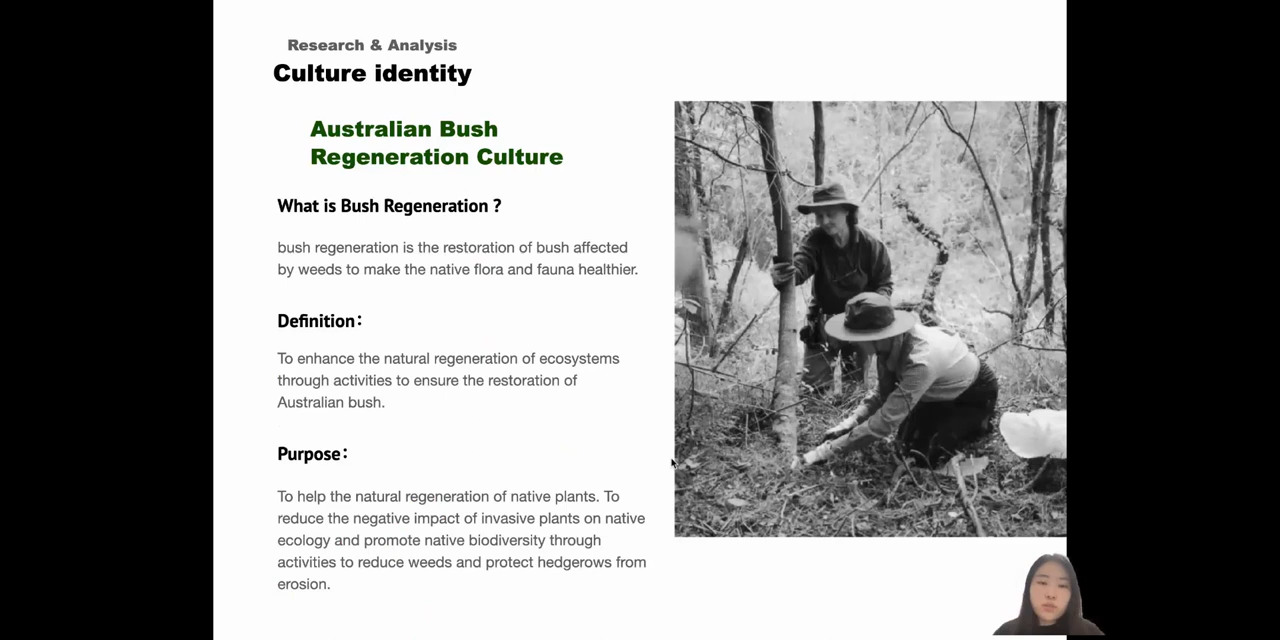 Research & Analysis
Culture identity
Australian Bush
Regeneration Culture
What is Bush Regeneration ?
bush regeneration is the restoration of bush affected
by weeds to make the native flora and fauna healthier.
Definition：
To enhance the natural regeneration of ecosystems
through activities to ensure the restoration of
Australian bush.
Purpose：
To help the natural regeneration of native plants. To
reduce the negative impact of invasive plants on native
ecology and promote native biodiversity through
activities to reduce weeds and protect hedgerows from
erosion.